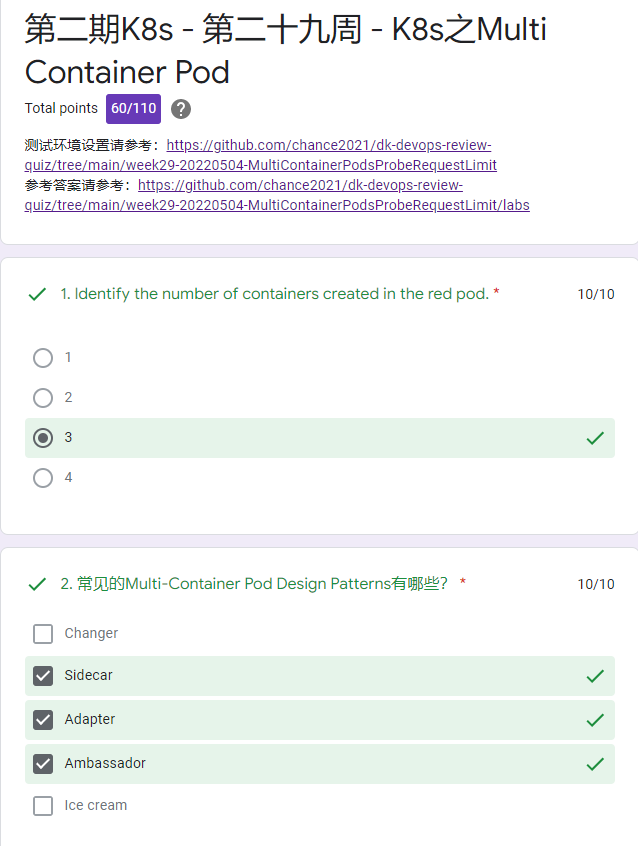 第二期K8s - 第二十九周 - K8s之Multi
Container Pod
Total points 60/110 ?
测试环境设置请参考：https://github.com/chance2021/dk-devops-review-
quiz/tree/main/week29-20220504-MultiContainerPodsProbeRequestLimit
参考答案请参考：https://github.com/chance2021/dk-devops-review-
quiz/tree/main/week29-20220504-MultiContainerPodsProbeRequestLimit/labs
1. Identify the number of containers created in the red pod. * 10/10
1
2
3
4
2. 常见的Multi-Container Pod Design Patterns有哪些？ * 10/10
Changer
Sidecar
Adapter
Ambassador
Ice cream